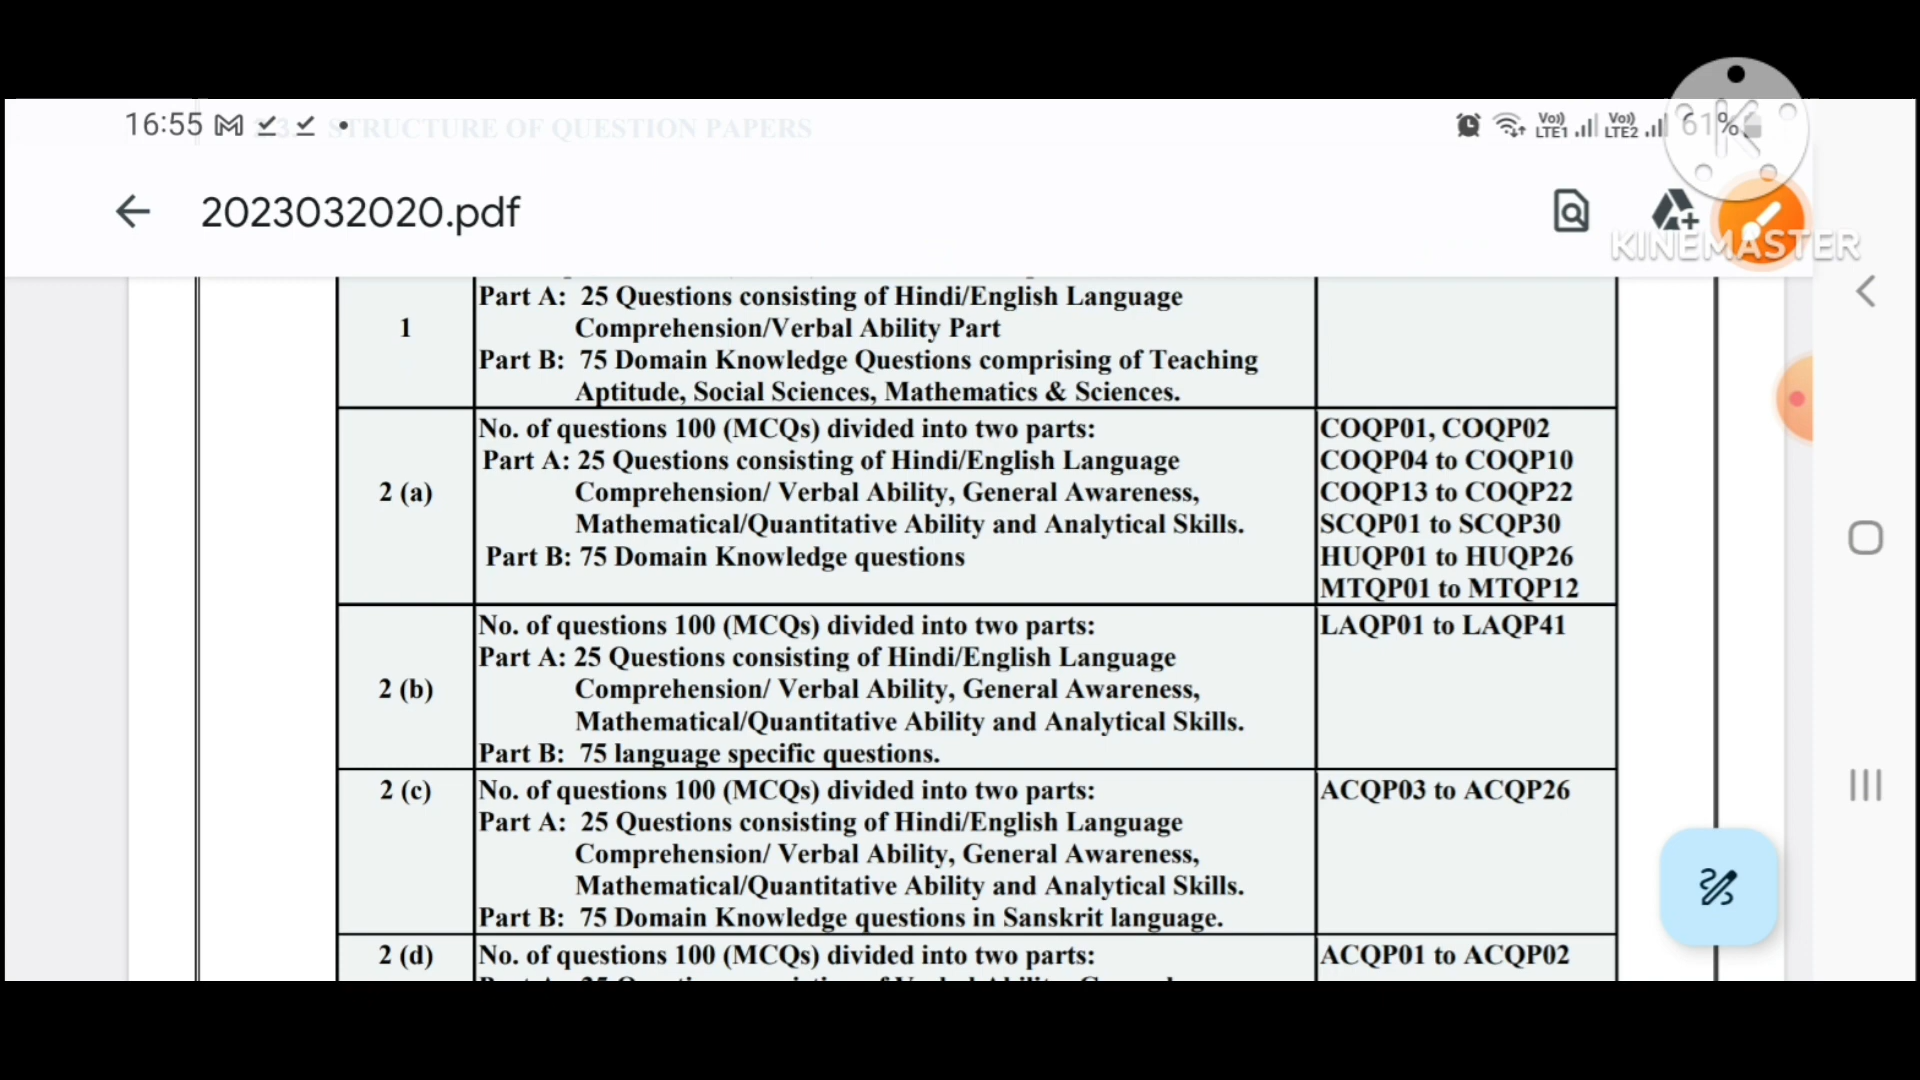 16:55
2.3. STRUCTURE OF QUESTION PAPERS
Vo) LTE1 Vo) LTE2 61%
2023032020.pdf
KINEMASTER
1
Part A: 25 Questions consisting of Hindi/English Language
Comprehension/Verbal Ability Part
Part B: 75 Domain Knowledge Questions comprising of Teaching
Aptitude, Social Sciences, Mathematics & Sciences.
2 (a)
No. of questions 100 (MCQs) divided into two parts:
Part A: 25 Questions consisting of Hindi/English Language
Comprehension/ Verbal Ability, General Awareness,
Mathematical/Quantitative Ability and Analytical Skills.
Part B: 75 Domain Knowledge questions
COQP01, COQP02
COQP04 to COQP10
COQP13 to COQP22
SCQP01 to SCQP30
HUQP01 to HUQP26
MTQP01 to MTQP12
2 (b)
No. of questions 100 (MCQs) divided into two parts:
Part A: 25 Questions consisting of Hindi/English Language
Comprehension/ Verbal Ability, General Awareness,
Mathematical/Quantitative Ability and Analytical Skills.
Part B: 75 language specific questions.
LAQP01 to LAQP41
2 (c)
No. of questions 100 (MCQs) divided into two parts:
Part A: 25 Questions consisting of Hindi/English Language
Comprehension/ Verbal Ability, General Awareness,
Mathematical/Quantitative Ability and Analytical Skills.
Part B: 75 Domain Knowledge questions in Sanskrit language.
ACQP03 to ACQP26
2 (d)
No. of questions 100 (MCQs) divided into two parts:
ACQP01 to ACQP02